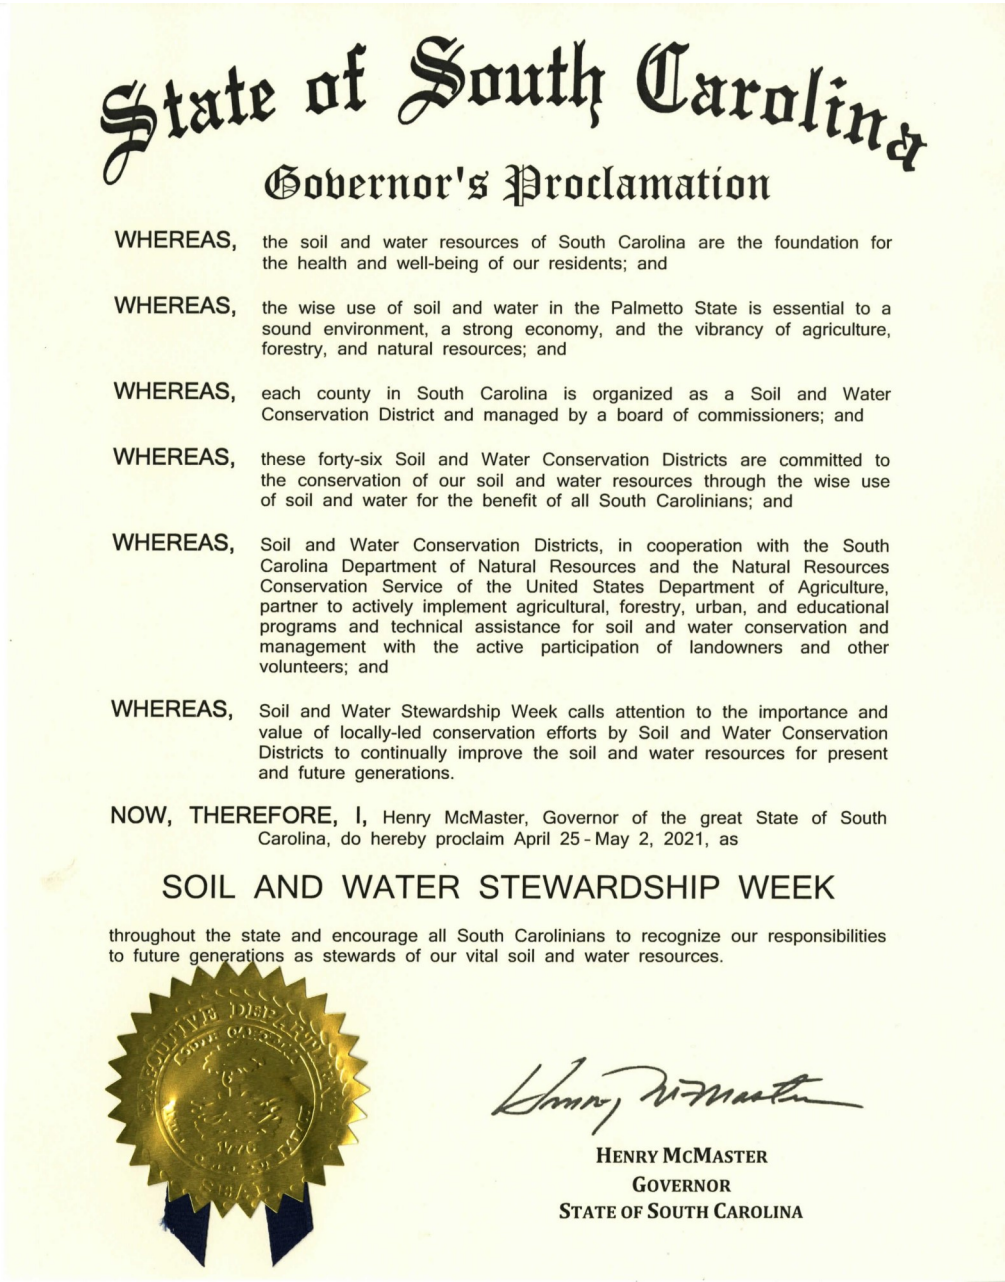 State of South Carolina
Governor's Proclamation
WHEREAS, the soil and water resources of South Carolina are the foundation for
the health and well-being of our residents; and
WHEREAS, the wise use of soil and water in the Palmetto State is essential to a
sound environment, a strong economy, and the vibrancy of agriculture,
forestry, and natural resources; and
WHEREAS, each county in South Carolina is organized as a Soil and Water
Conservation District and managed by a board of commissioners; and
WHEREAS, these forty-six Soil and Water Conservation Districts are committed to
the conservation of our soil and water resources through the wise use
of soil and water for the benefit of all South Carolinians; and
WHEREAS, Soil and Water Conservation Districts, in cooperation with the South
Carolina Department of Natural Resources and the Natural Resources
Conservation Service of the United States Department of Agriculture,
partner to actively implement agricultural, forestry, urban, and educational
programs and technical assistance for soil and water conservation and
management with the active participation of landowners and other
volunteers; and
WHEREAS, Soil and Water Stewardship Week calls attention to the importance and
value of locally-led conservation efforts by Soil and Water Conservation
Districts to continually improve the soil and water resources for present
and future generations.
NOW, THEREFORE, I, Henry McMaster, Governor of the great State of South
Carolina, do hereby proclaim April 25 - May 2, 2021, as
SOIL AND WATER STEWARDSHIP WEEK
throughout the state and encourage all South Carolinians to recognize our responsibilities
to future generations as stewards of our vital soil and water resources.
EXECUTIVE DEPARTMENT
SOUTH CAROLINA
1776
SEAL
Henry McMaster
HENRY MCMASTER
GOVERNOR
STATE OF SOUTH CAROLINA